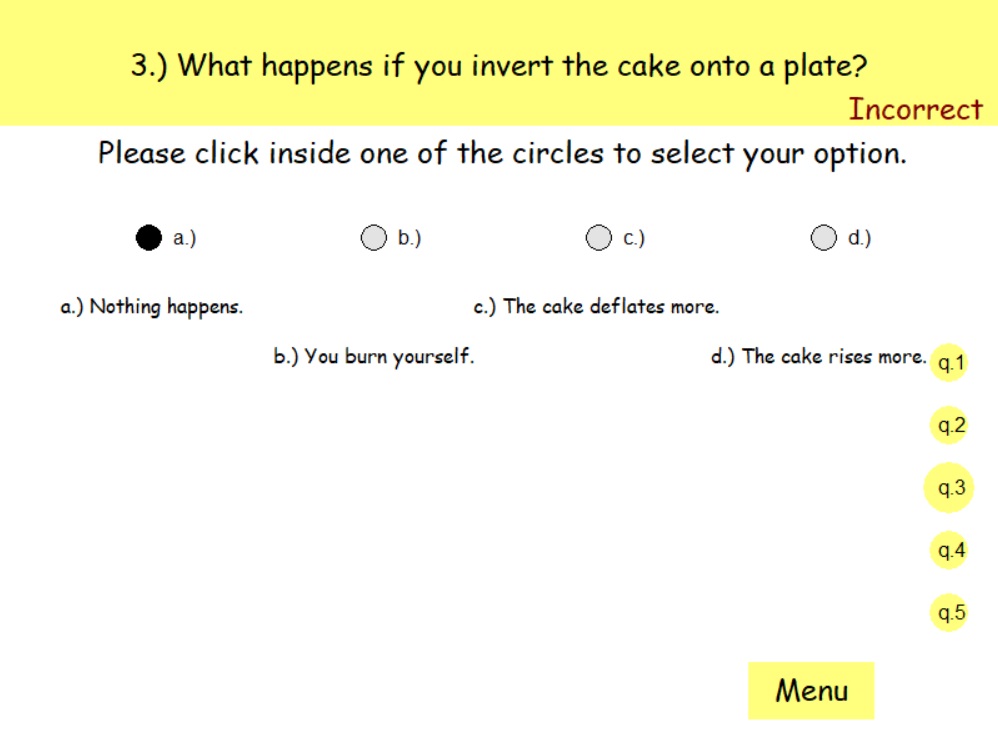 3.) What happens if you invert the cake onto a plate?
Incorrect
Please click inside one of the circles to select your option.
a.) b.) c.) d.)
a.) Nothing happens. c.) The cake deflates more.
b.) You burn yourself. d.) The cake rises more.
q.1
q.2
q.3
q.4
q.5
Menu